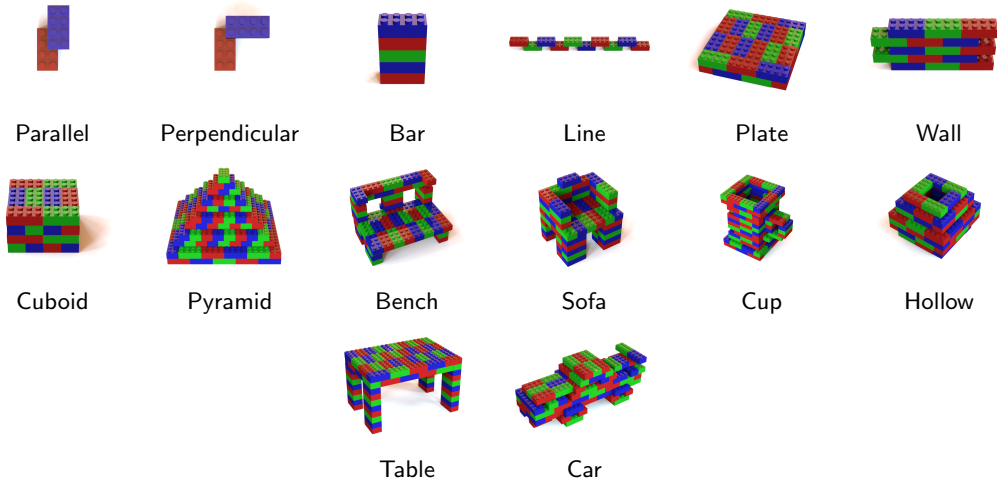 Parallel Perpendicular Bar Line Plate Wall
Cuboid Pyramid Bench Sofa Cup Hollow
Table Car